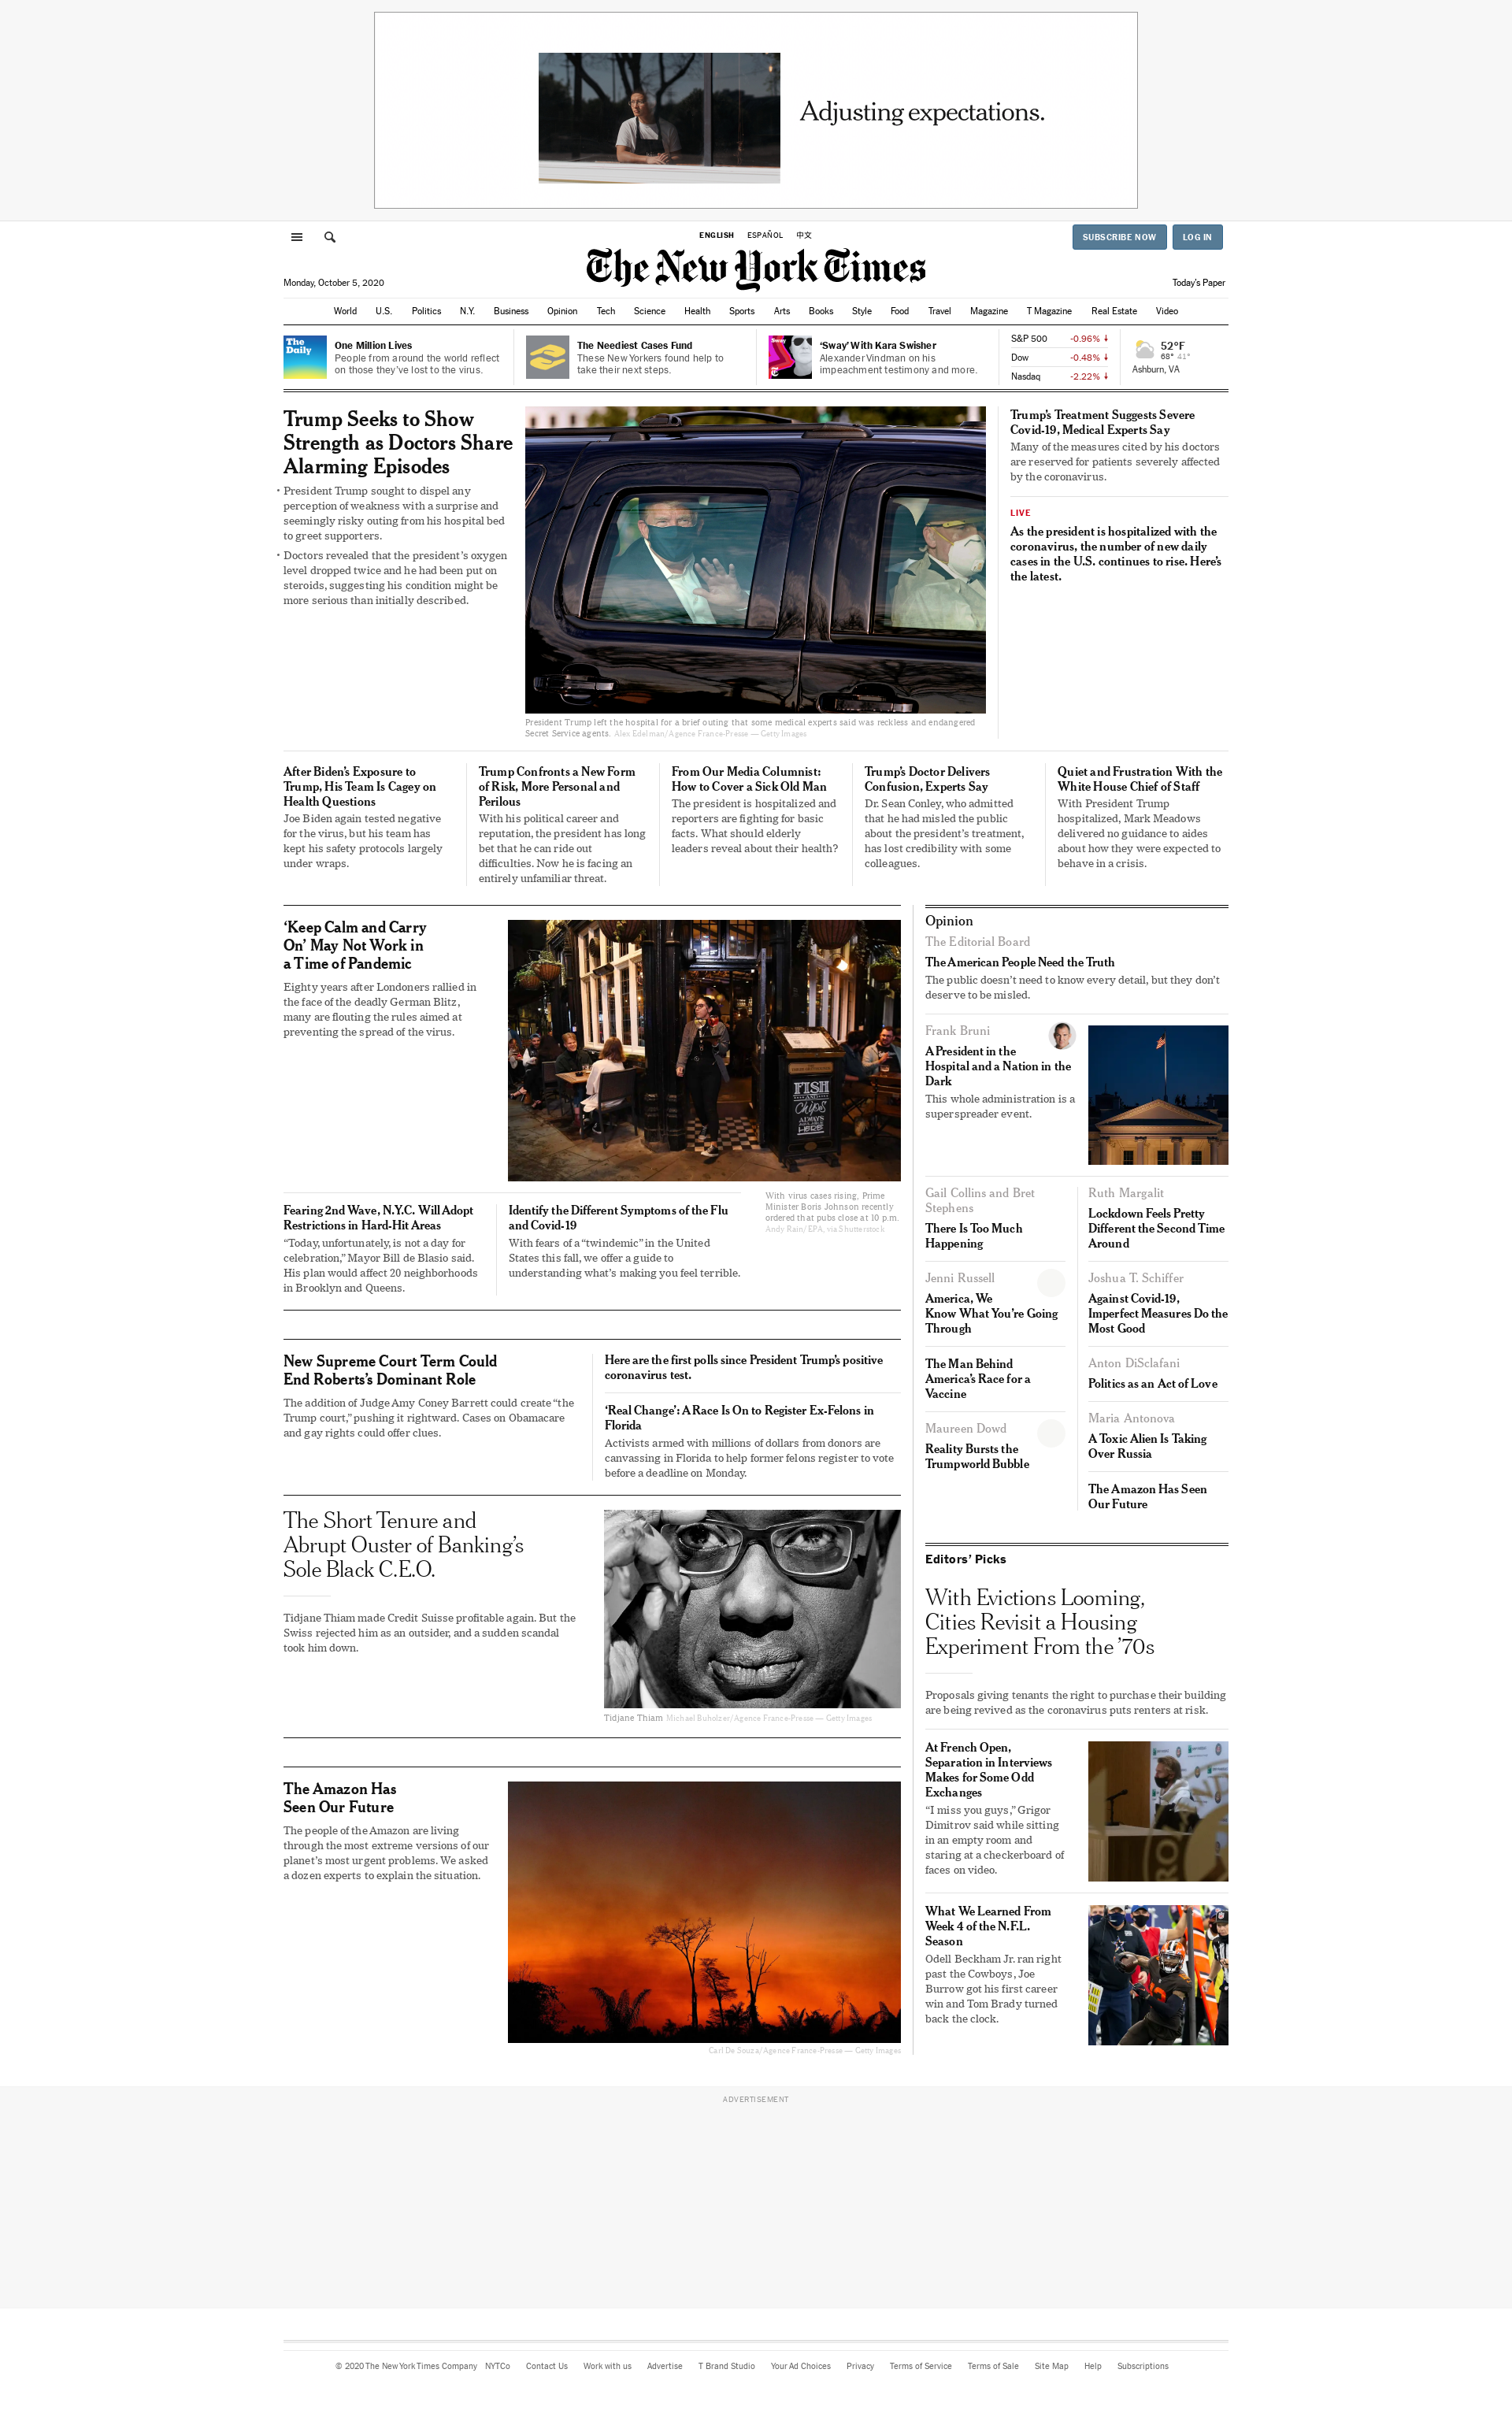 Adjusting expectations.
ENGLISH ESPAÑOL 中文
SUBSCRIBE NOW LOG IN
The New York Times
Monday, October 5, 2020
Today's Paper
World U.S. Politics N.Y. Business Opinion Tech Science Health Sports Arts Books Style Food Travel Magazine T Magazine Real Estate Video
The
Daily
One Million Lives
People from around the world reflect
on those they've lost to the virus.
The Neediest Cases Fund
These New Yorkers found help to
take their next steps.
Sway
'Sway' With Kara Swisher
Alexander Vindman on his
impeachment testimony and more.
S&P 500 -0.96%
Dow -0.48%
Nasdaq -2.22%
52°F
68° 41°
Ashburn, VA
Trump Seeks to Show
Strength as Doctors Share
Alarming Episodes
• President Trump sought to dispel any
perception of weakness with a surprise and
seemingly risky outing from his hospital bed
to greet supporters.
• Doctors revealed that the president's oxygen
level dropped twice and he had been put on
steroids, suggesting his condition might be
more serious than initially described.
President Trump left the hospital for a brief outing that some medical experts said was reckless and endangered
Secret Service agents. Alex Edelman/Agence France-Presse — Getty Images
Trump's Treatment Suggests Severe
Covid-19, Medical Experts Say
Many of the measures cited by his doctors
are reserved for patients severely affected
by the coronavirus.
LIVE
As the president is hospitalized with the
coronavirus, the number of new daily
cases in the U.S. continues to rise. Here's
the latest.
After Biden's Exposure to
Trump, His Team Is Cagey on
Health Questions
Joe Biden again tested negative
for the virus, but his team has
kept his safety protocols largely
under wraps.
Trump Confronts a New Form
of Risk, More Personal and
Perilous
With his political career and
reputation, the president has long
bet that he can ride out
difficulties. Now he is facing an
entirely unfamiliar threat.
From Our Media Columnist:
How to Cover a Sick Old Man
The president is hospitalized and
reporters are fighting for basic
facts. What should elderly
leaders reveal about their health?
Trump's Doctor Delivers
Confusion, Experts Say
Dr. Sean Conley, who admitted
that he had misled the public
about the president's treatment,
has lost credibility with some
colleagues.
Quiet and Frustration With the
White House Chief of Staff
With President Trump
hospitalized, Mark Meadows
delivered no guidance to aides
about how they were expected to
behave in a crisis.
'Keep Calm and Carry
On' May Not Work in
a Time of Pandemic
Eighty years after Londoners rallied in
the face of the deadly German Blitz,
many are flouting the rules aimed at
preventing the spread of the virus.
FISH
AND
Chips
ALWAYS
AVAILABLE
HERE
With virus cases rising, Prime
Minister Boris Johnson recently
ordered that pubs close at 10 p.m.
Andy Rain/EPA, via Shutterstock
Fearing 2nd Wave, N.Y.C. Will Adopt
Restrictions in Hard-Hit Areas
“Today, unfortunately, is not a day for
celebration,” Mayor Bill de Blasio said.
His plan would affect 20 neighborhoods
in Brooklyn and Queens.
Identify the Different Symptoms of the Flu
and Covid-19
With fears of a “twindemic” in the United
States this fall, we offer a guide to
understanding what's making you feel terrible.
New Supreme Court Term Could
End Roberts's Dominant Role
The addition of Judge Amy Coney Barrett could create “the
Trump court,” pushing it rightward. Cases on Obamacare
and gay rights could offer clues.
Here are the first polls since President Trump's positive
coronavirus test.
'Real Change': A Race Is On to Register Ex-Felons in
Florida
Activists armed with millions of dollars from donors are
canvassing in Florida to help former felons register to vote
before a deadline on Monday.
The Short Tenure and
Abrupt Ouster of Banking's
Sole Black C.E.O.
Tidjane Thiam made Credit Suisse profitable again. But the
Swiss rejected him as an outsider, and a sudden scandal
took him down.
Tidjane Thiam Michael Buholzer/Agence France-Presse — Getty Images
The Amazon Has
Seen Our Future
The people of the Amazon are living
through the most extreme versions of our
planet's most urgent problems. We asked
a dozen experts to explain the situation.
Carl De Souza/Agence France-Presse — Getty Images
Opinion
The Editorial Board
The American People Need the Truth
The public doesn't need to know every detail, but they don't
deserve to be misled.
Frank Bruni
A President in the
Hospital and a Nation in the
Dark
This whole administration is a
superspreader event.
Gail Collins and Bret
Stephens
There Is Too Much
Happening
Jenni Russell
America, We
Know What You're Going
Through
The Man Behind
America's Race for a
Vaccine
Maureen Dowd
Reality Bursts the
Trumpworld Bubble
Ruth Margalit
Lockdown Feels Pretty
Different the Second Time
Around
Joshua T. Schiffer
Against Covid-19,
Imperfect Measures Do the
Most Good
Anton DiSclafani
Politics as an Act of Love
Maria Antonova
A Toxic Alien Is Taking
Over Russia
The Amazon Has Seen
Our Future
Editors' Picks
With Evictions Looming,
Cities Revisit a Housing
Experiment From the '70s
Proposals giving tenants the right to purchase their building
are being revived as the coronavirus puts renters at risk.
At French Open,
Separation in Interviews
Makes for Some Odd
Exchanges
“I miss you guys,” Grigor
Dimitrov said while sitting
in an empty room and
staring at a checkerboard of
faces on video.
What We Learned From
Week 4 of the N.F.L.
Season
Odell Beckham Jr. ran right
past the Cowboys, Joe
Burrow got his first career
win and Tom Brady turned
back the clock.
ADVERTISEMENT
© 2020 The New York Times Company NYTCo Contact Us Work with us Advertise T Brand Studio Your Ad Choices Privacy Terms of Service Terms of Sale Site Map Help Subscriptions